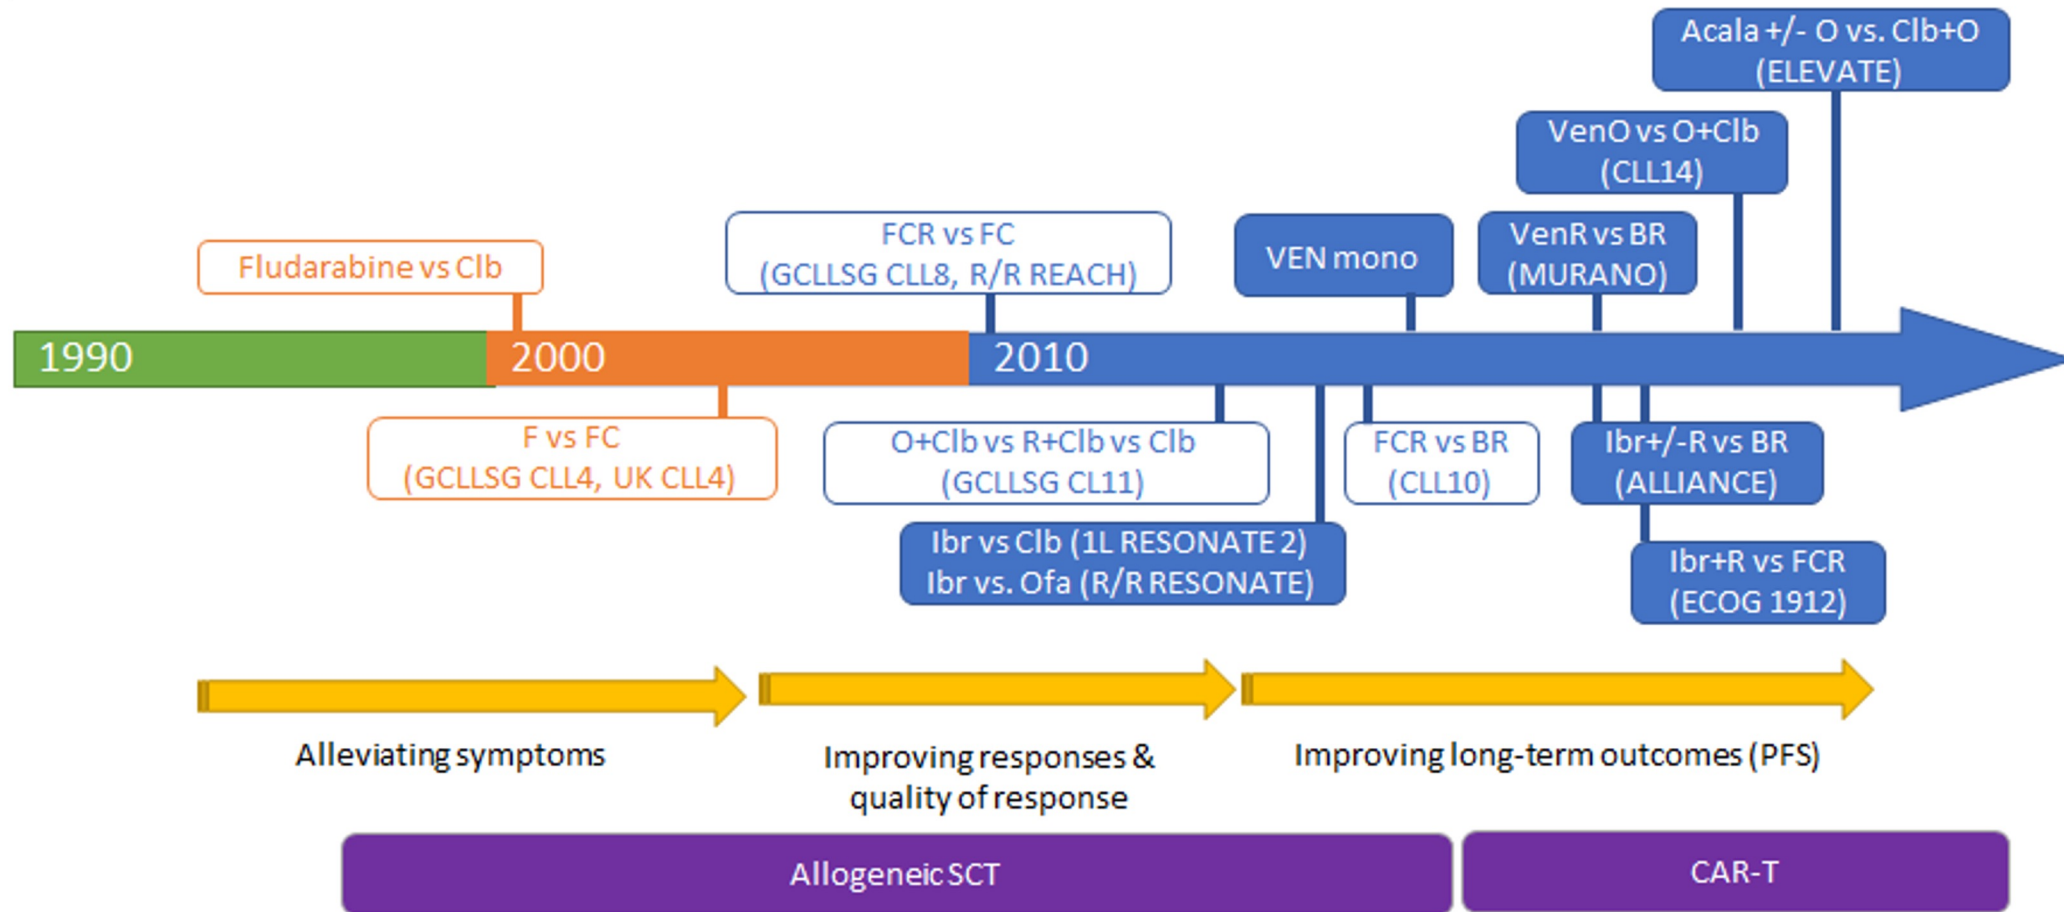 Acala +/- O vs. Clb+O
(ELEVATE)
VenO vs O+Clb
(CLL14)
Fludarabine vs Clb
FCR vs FC
(GCLLSG CLL8, R/R REACH)
VEN mono
VenR vs BR
(MURANO)
1990
2000
2010
F vs FC
(GCLLSG CLL4, UK CLL4)
O+Clb vs R+Clb vs Clb
(GCLLSG CL11)
FCR vs BR
(CLL10)
Ibr+/-R vs BR
(ALLIANCE)
Ibr vs Clb (1L RESONATE 2)
Ibr vs. Ofa (R/R RESONATE)
Ibr+R vs FCR
(ECOG 1912)
Alleviating symptoms
Improving responses &
quality of response
Improving long-term outcomes (PFS)
Allogeneic SCT
CAR-T